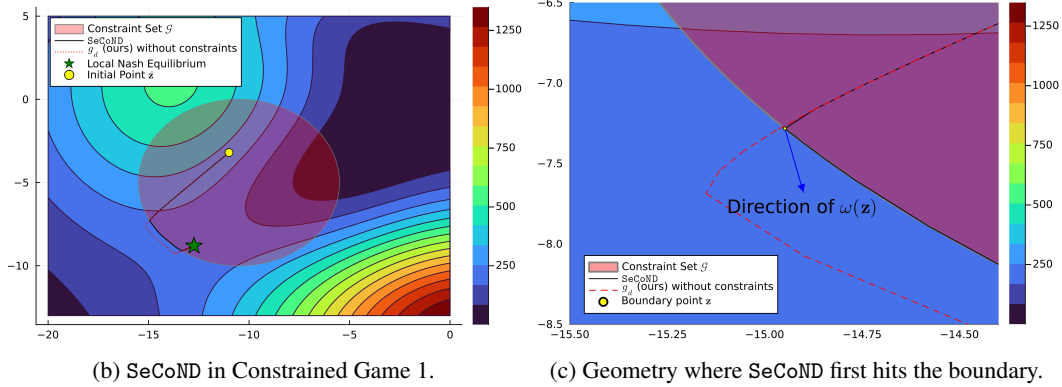 5
0
−5
−10
−20
−15
−10
−5
0
Constraint Set 𝒢
SeCoND
g_d (ours) without constraints
Local Nash Equilibrium
Initial Point ẑ
1250
1000
750
500
250
(b) SeCoND in Constrained Game 1.
−6.5
−7.0
−7.5
−8.0
−8.5
−15.50
−15.25
−15.00
−14.75
−14.50
Direction of ω(z)
Constraint Set 𝒢
SeCoND
g_d (ours) without constraints
Boundary point z
1250
1000
750
500
250
(c) Geometry where SeCoND first hits the boundary.